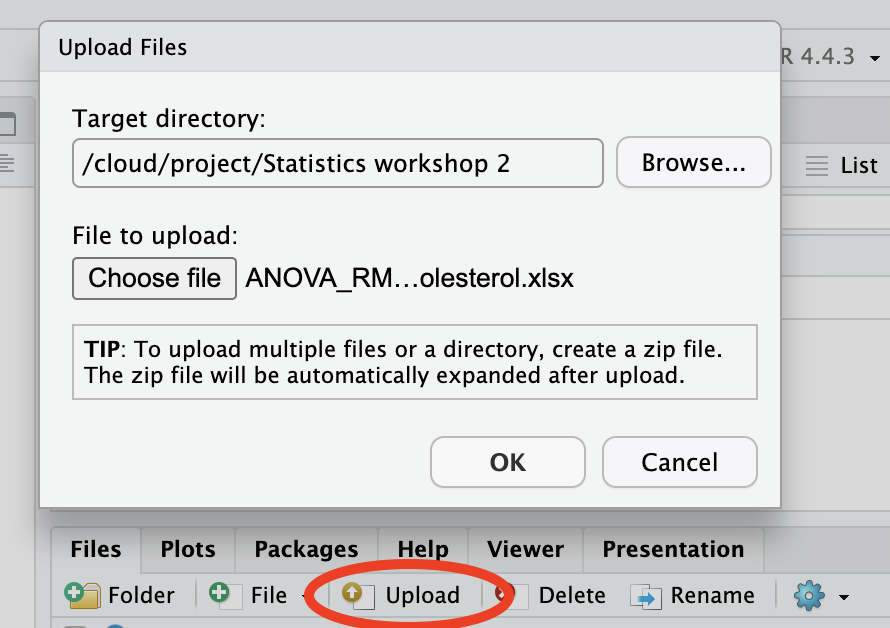 Upload Files
R 4.4.3
Target directory:
/cloud/project/Statistics workshop 2
Browse...
List
File to upload:
Choose file ANOVA_RM...olesterol.xlsx
TIP: To upload multiple files or a directory, create a zip file.
The zip file will be automatically expanded after upload.
OK Cancel
Files Plots Packages Help Viewer Presentation
Folder File Upload Delete Rename